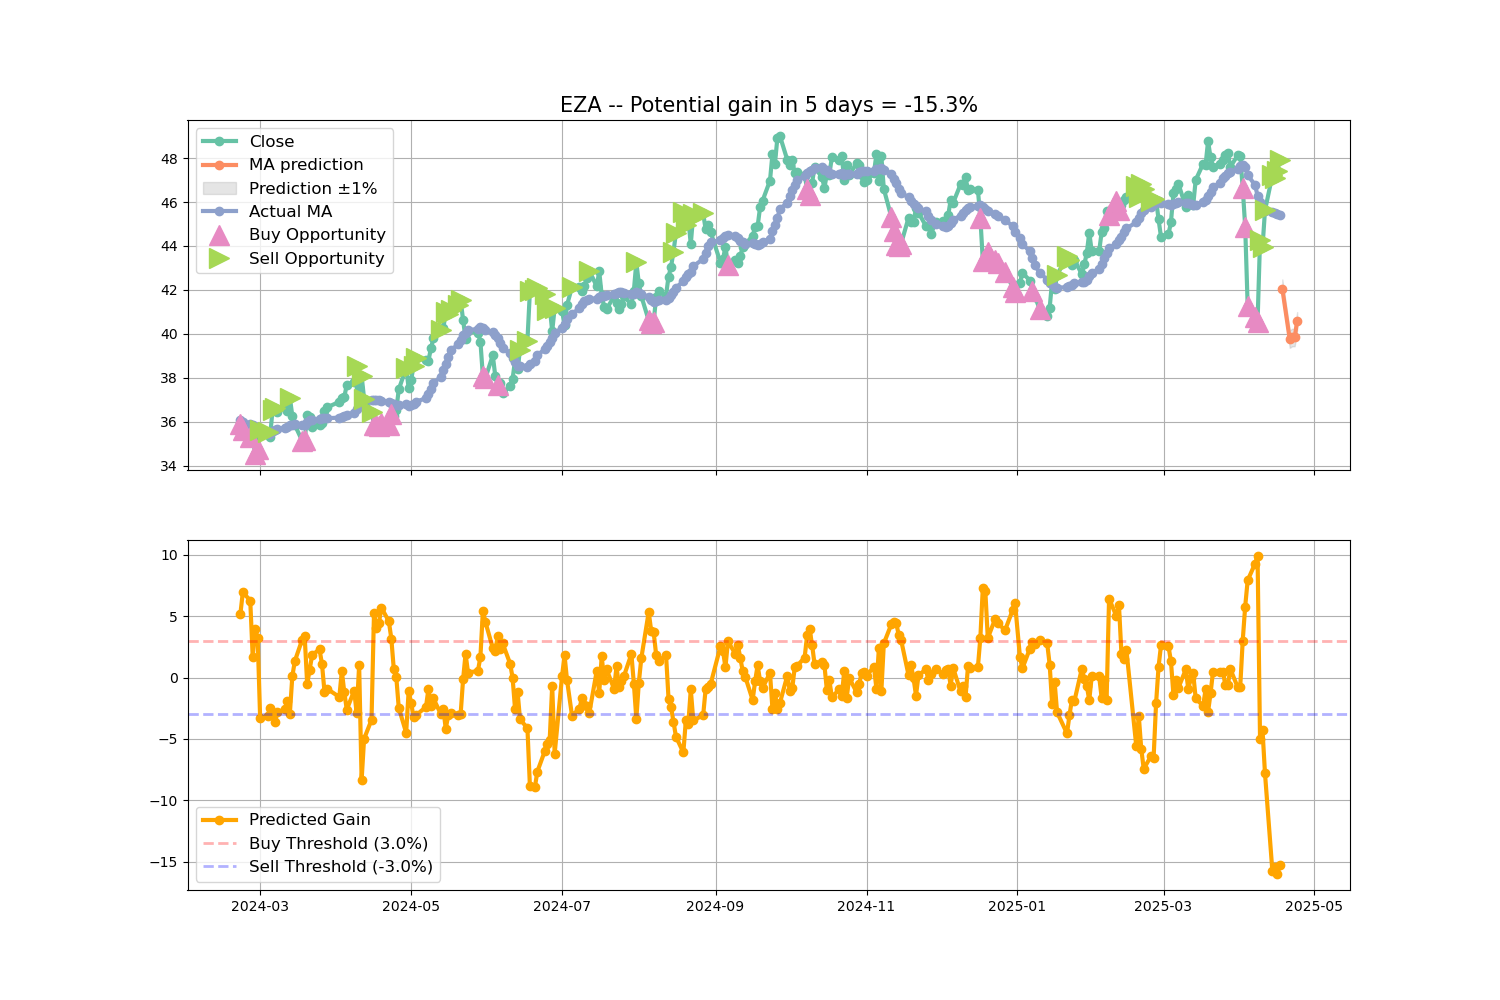 EZA -- Potential gain in 5 days = -15.3%
Close
MA prediction
Prediction ±1%
Actual MA
Buy Opportunity
Sell Opportunity
48
46
44
42
40
38
36
34
10
5
0
−5
−10
−15
Predicted Gain
Buy Threshold (3.0%)
Sell Threshold (-3.0%)
2024-03 2024-05 2024-07 2024-09 2024-11 2025-01 2025-03 2025-05